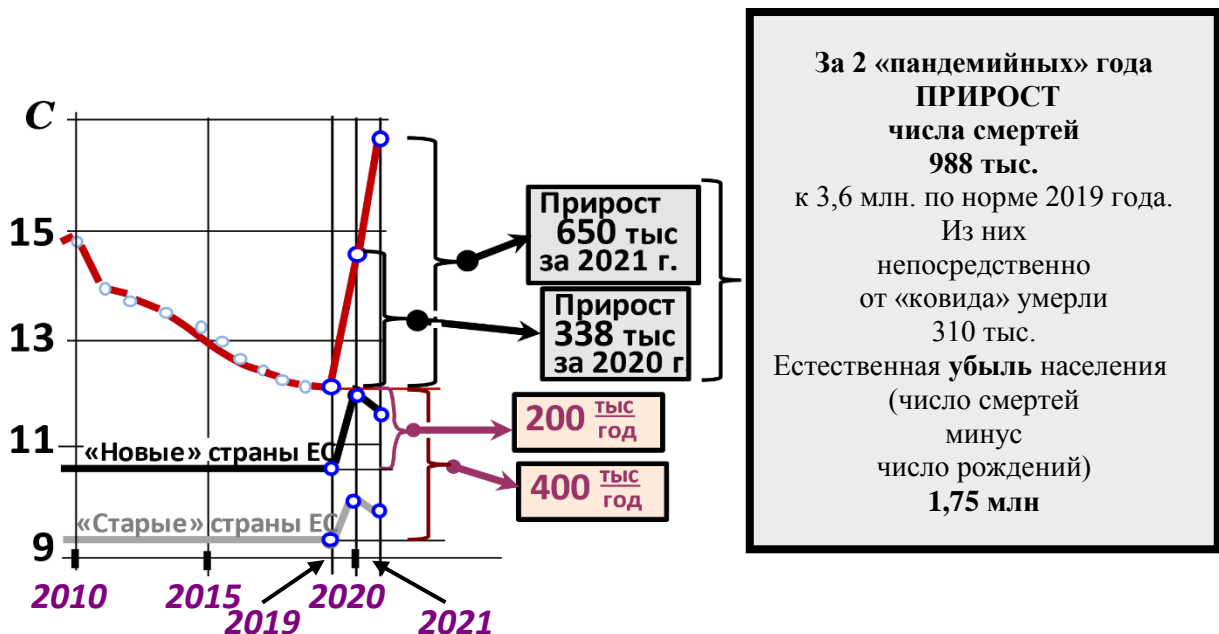 C
15
13
11
9
«Новые» страны ЕС
«Старые» страны ЕС
2010
2015
2019
2020
2021
Прирост
650 тыс
за 2021 г.
Прирост
338 тыс
за 2020 г
200 тыс
год
400 тыс
год
За 2 «пандемийных» года
ПРИРОСТ
числа смертей
988 тыс.
к 3,6 млн. по норме 2019 года.
Из них
непосредственно
от «ковида» умерли
310 тыс.
Естественная убыль населения
(число смертей
минус
число рождений)
1,75 млн